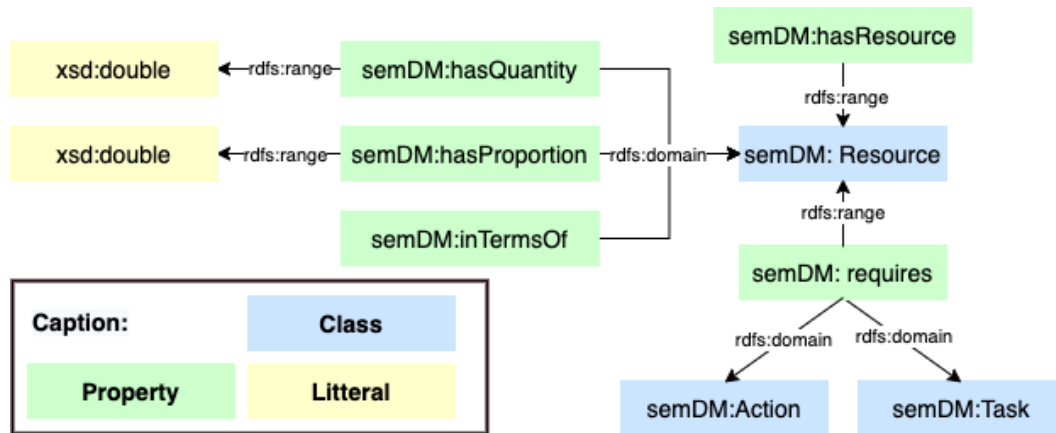 semDM:hasResource
xsd:double
rdfs:range
semDM:hasQuantity
rdfs:range
xsd:double
rdfs:range
semDM:hasProportion
rdfs:domain
semDM: Resource
rdfs:range
semDM:inTermsOf
semDM: requires
Caption:
Class
rdfs:domain
rdfs:domain
Property
Litteral
semDM:Action
semDM:Task